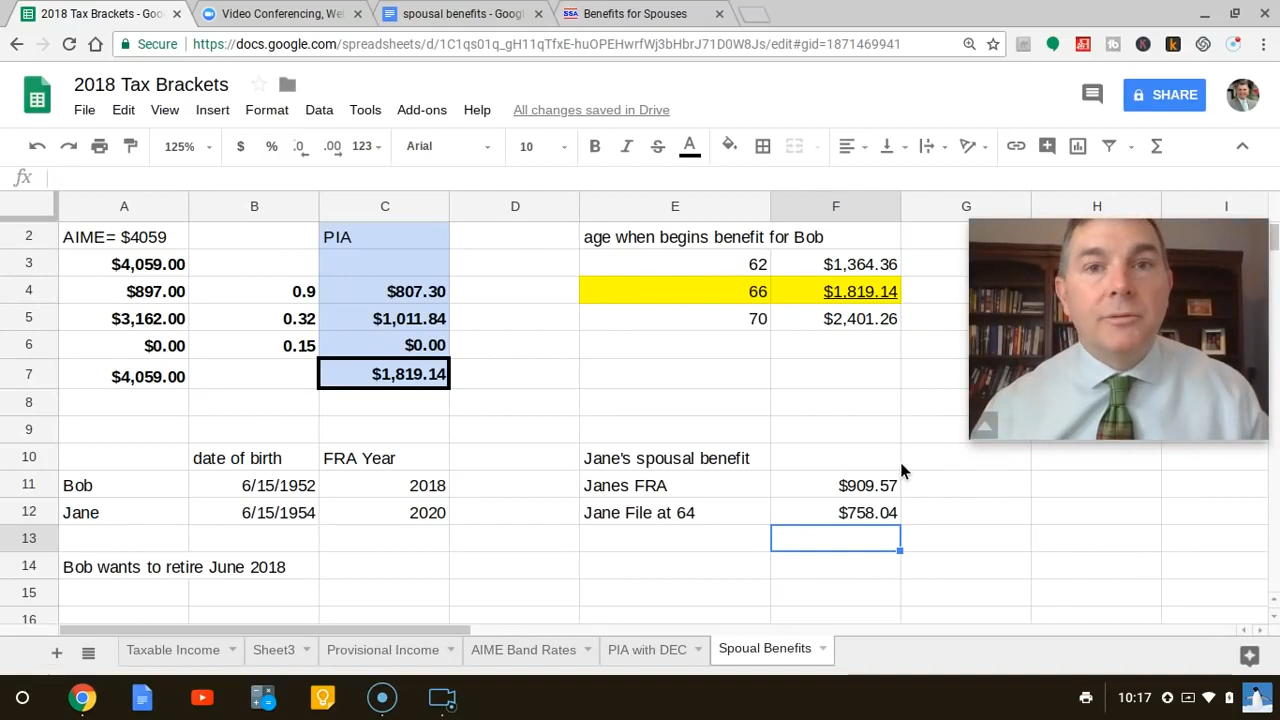 2018 Tax Brackets - Goog
Video Conferencing, We
spousal benefits - Googl
SSA Benefits for Spouses
Secure
https://docs.google.com/spreadsheets/d/1C1qs01q_gH11qTfxE-huOPEHwrfWj3bHbrJ71D0W8Js/edit#gid=1871469941
2018 Tax Brackets
File Edit View Insert Format Data Tools Add-ons Help All changes saved in Drive
SHARE
125% $ % .0 .00 123 Arial 10 B I S A
fx
A B C D E F G H I
2 AIME= $4059 PIA age when begins benefit for Bob
3 $4,059.00 62 $1,364.36
4 $897.00 0.9 $807.30 66 $1,819.14
5 $3,162.00 0.32 $1,011.84 70 $2,401.26
6 $0.00 0.15 $0.00
7 $4,059.00 $1,819.14
8
9
10 date of birth FRA Year Jane's spousal benefit
11 Bob 6/15/1952 2018 Janes FRA $909.57
12 Jane 6/15/1954 2020 Jane File at 64 $758.04
13
14 Bob wants to retire June 2018
15
16
Taxable Income Sheet3 Provisional Income AIME Band Rates PIA with DEC Spoual Benefits
10:17